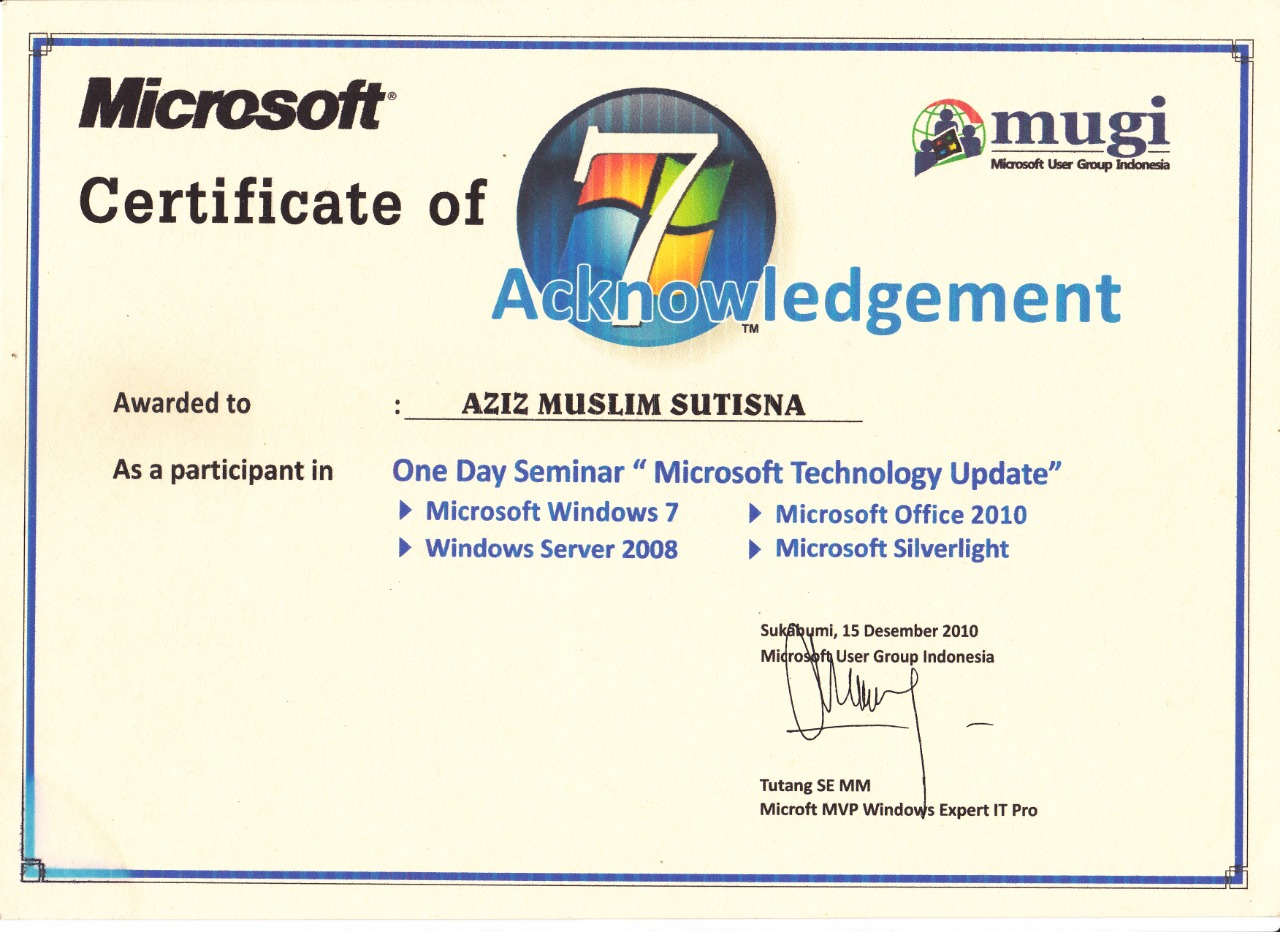 Microsoft®
mugi
Microsoft User Group Indonesia
Certificate of
7
Acknowledgement
TM
Awarded to : AZIZ MUSLIM SUTISNA
As a participant in One Day Seminar “ Microsoft Technology Update”
Microsoft Windows 7
Microsoft Office 2010
Windows Server 2008
Microsoft Silverlight
Sukabumi, 15 Desember 2010
Microsoft User Group Indonesia
Tutang SE MM
Microft MVP Windows Expert IT Pro